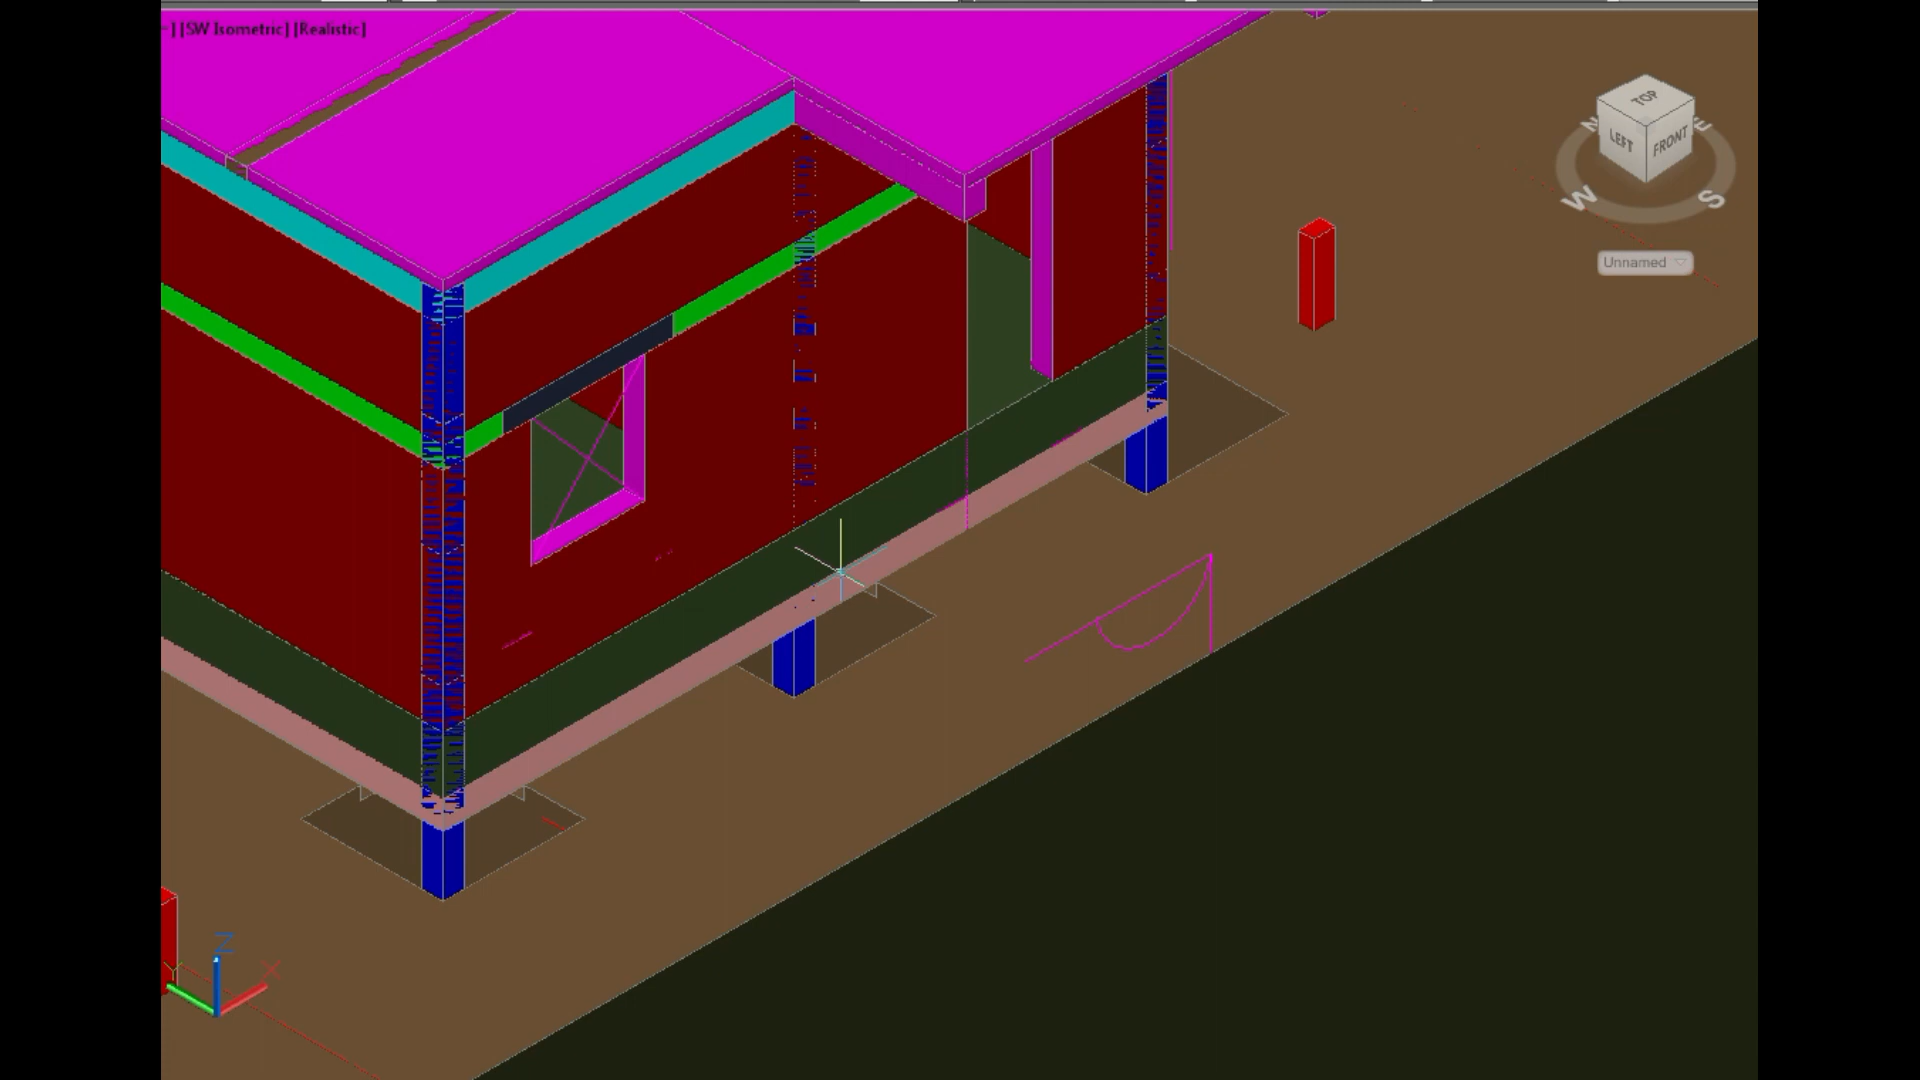 ] [SW Isometric] [Realistic]
TOP
N
E
LEFT
FRONT
W
S
Unnamed
Z
X
Y